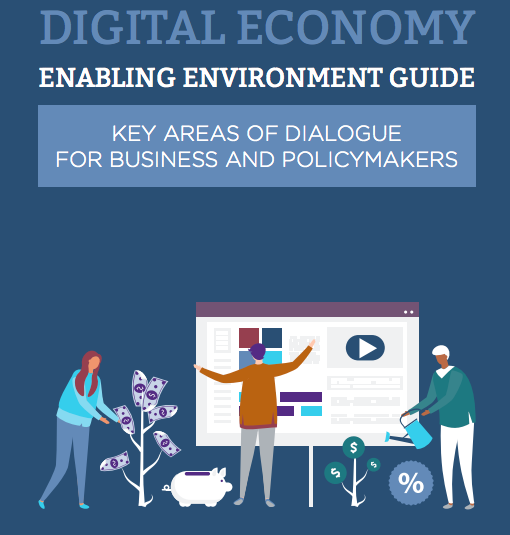 DIGITAL ECONOMY
ENABLING ENVIRONMENT GUIDE
KEY AREAS OF DIALOGUE
FOR BUSINESS AND POLICYMAKERS
$
$
$
%